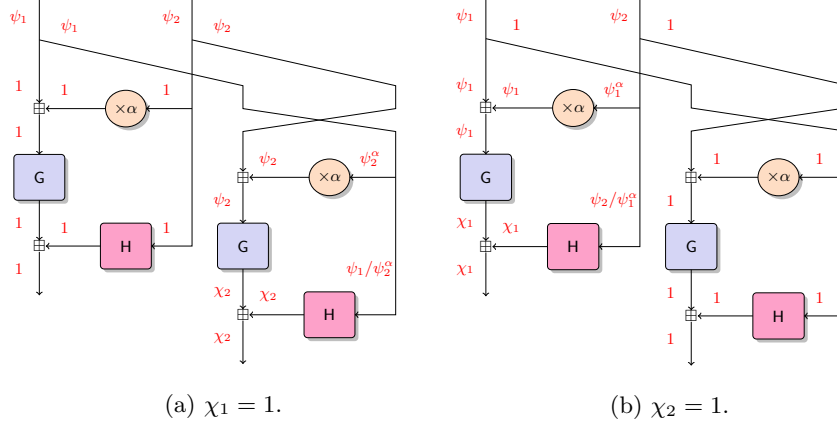 ψ₁ ψ₁ ψ₂ ψ₂
1 1 ×α 1
1 ψ₂ ×α ψ₂^α
G
ψ₂
1 1 H 1
G
1 χ₂ χ₂ H ψ₁/ψ₂^α
χ₂
(a) χ₁ = 1.
ψ₁ 1 ψ₂ 1
ψ₁ ψ₁ ×α ψ₁^α
ψ₁ 1 1 ×α 1
G
1
χ₁ χ₁ H ψ₂/ψ₁^α
G
χ₁ 1 1 H 1
1
(b) χ₂ = 1.